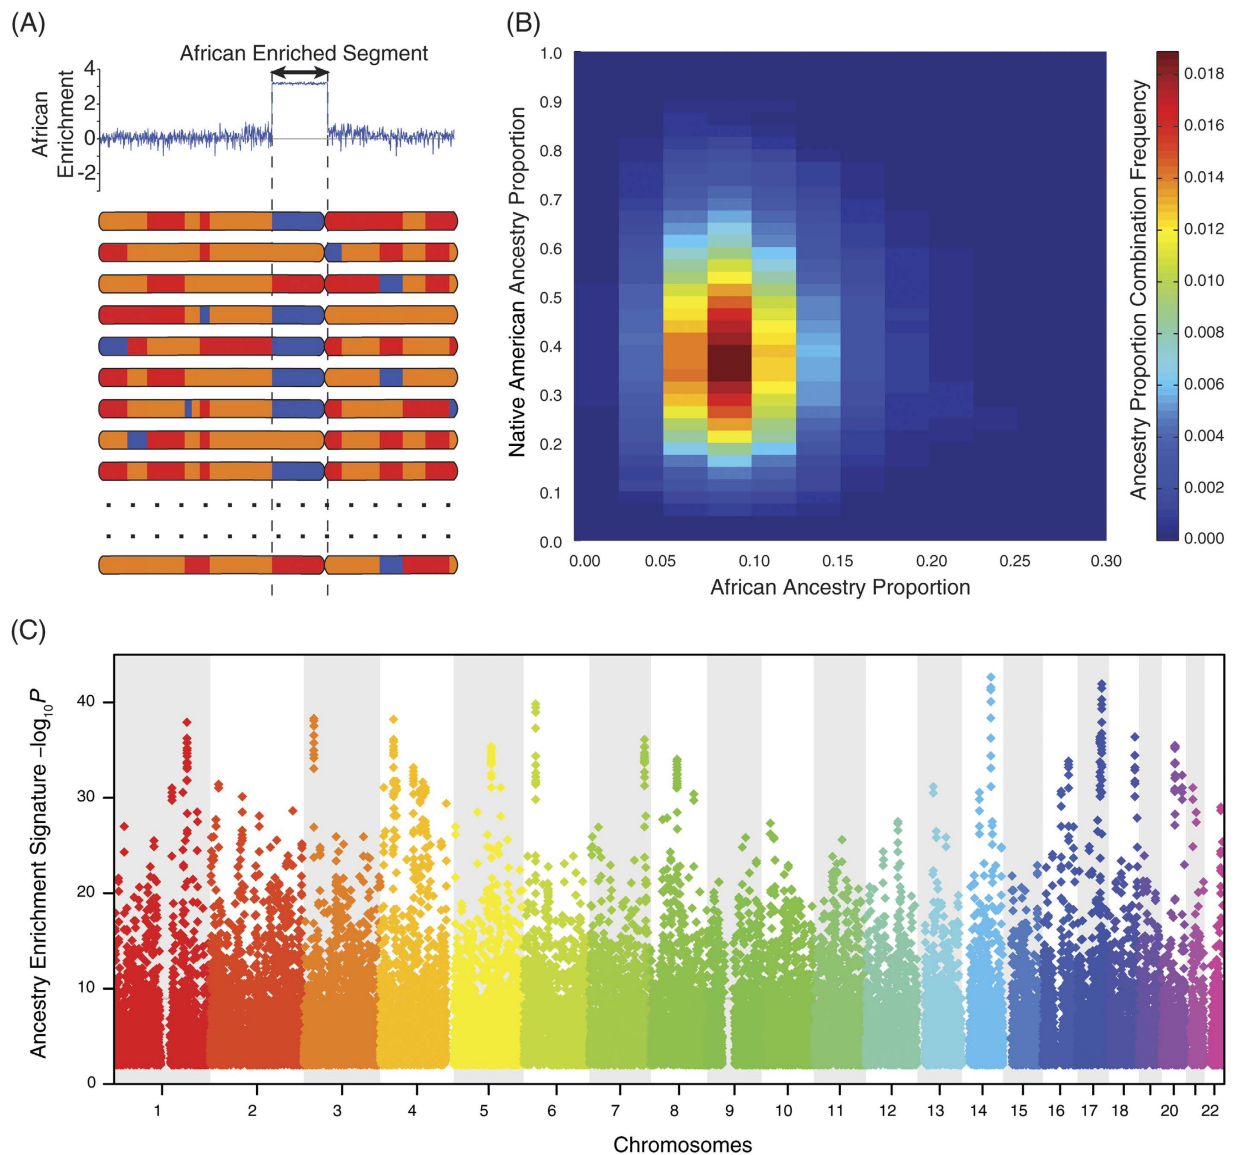 (A)
African Enriched Segment
African
Enrichment
4
2
0
-2
(B)
Native American Ancestry Proportion
1.0
0.9
0.8
0.7
0.6
0.5
0.4
0.3
0.2
0.1
0.0
0.00 0.05 0.10 0.15 0.20 0.25 0.30
African Ancestry Proportion
Ancestry Proportion Combination Frequency
0.018
0.016
0.014
0.012
0.010
0.008
0.006
0.004
0.002
0.000
(C)
Ancestry Enrichment Signature –log10P
40
30
20
10
0
1 2 3 4 5 6 7 8 9 10 11 12 13 14 15 16 17 18 20 22
Chromosomes